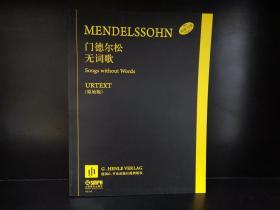 MENDELSSOHN
门德尔松
无词歌
Songs without Words
URTEXT
(原始版)
G. HENLE VERLAG